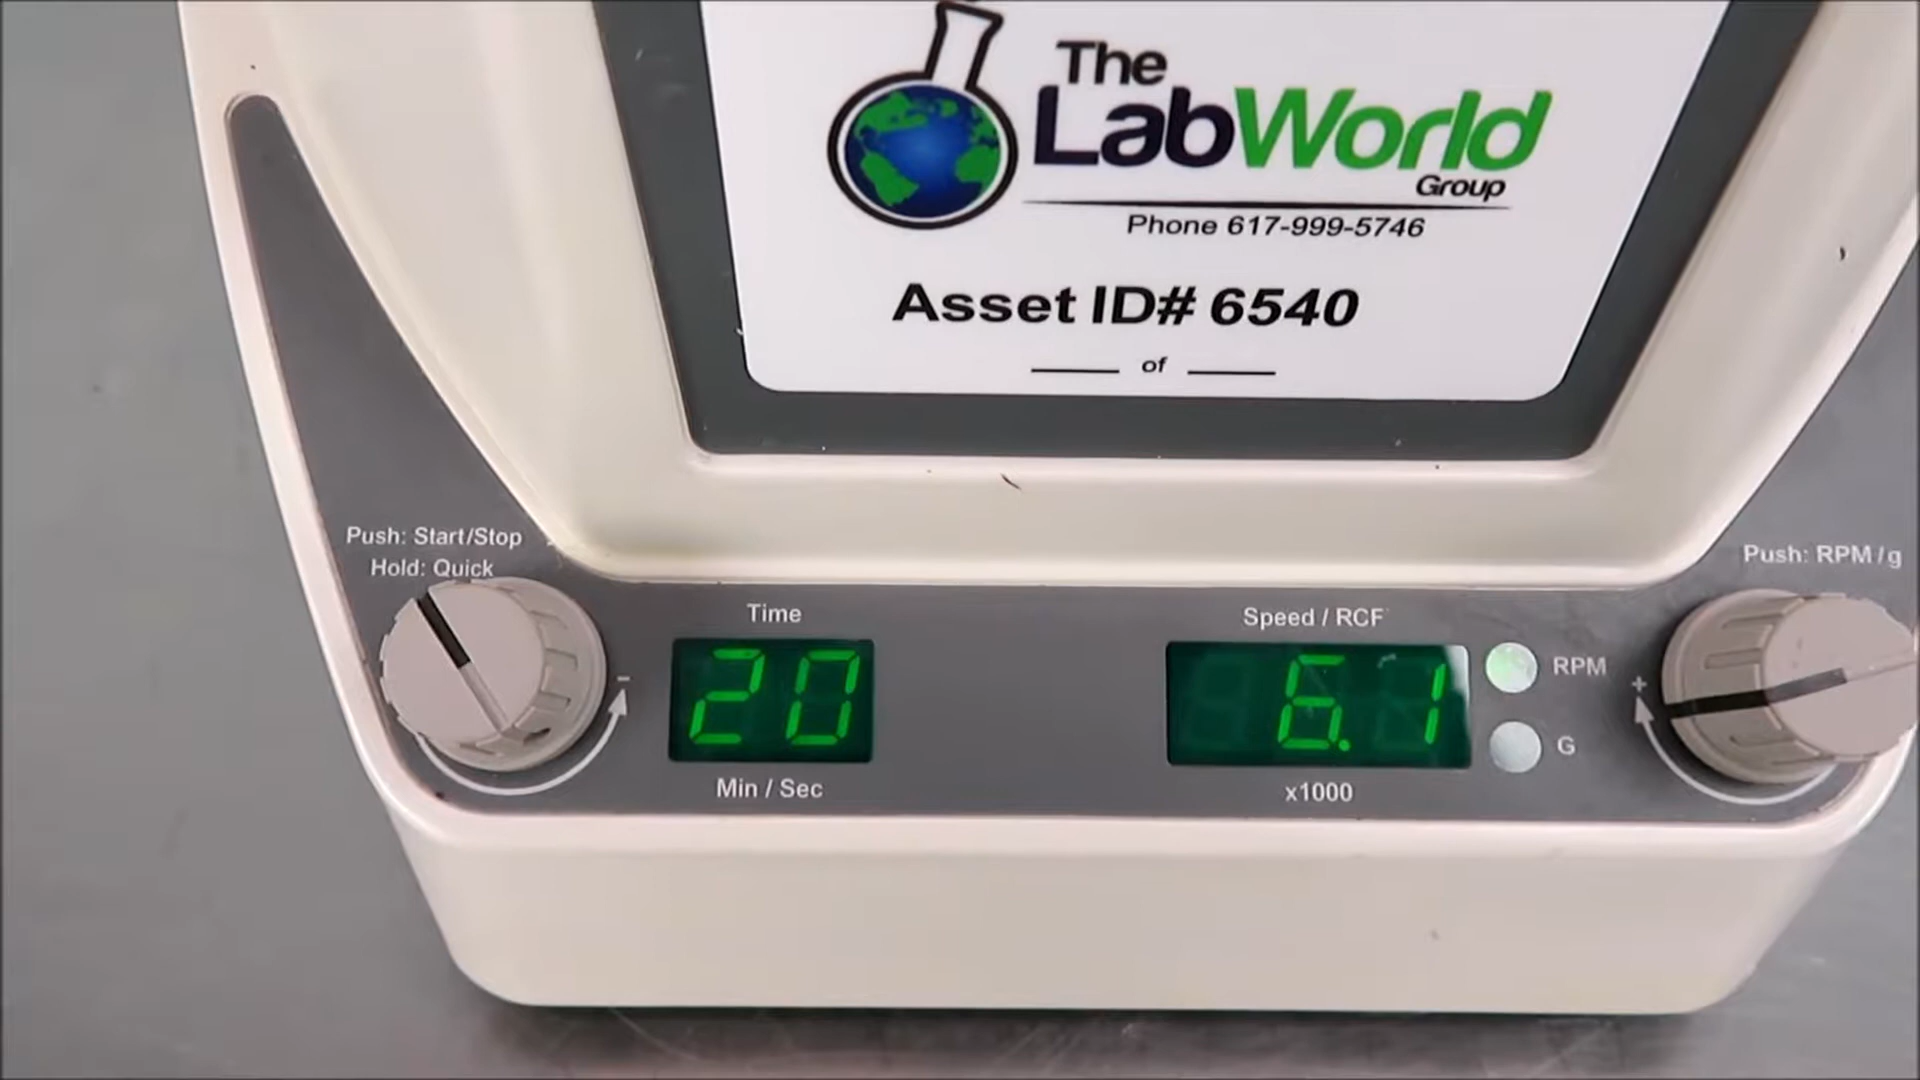 The
LabWorld
Group
Phone 617-999-5746
Asset ID# 6540
of
Push: Start/Stop
Hold: Quick
Push: RPM/g
Time
Speed / RCF
-
20
6.1
RPM
+
G
Min / Sec
x1000